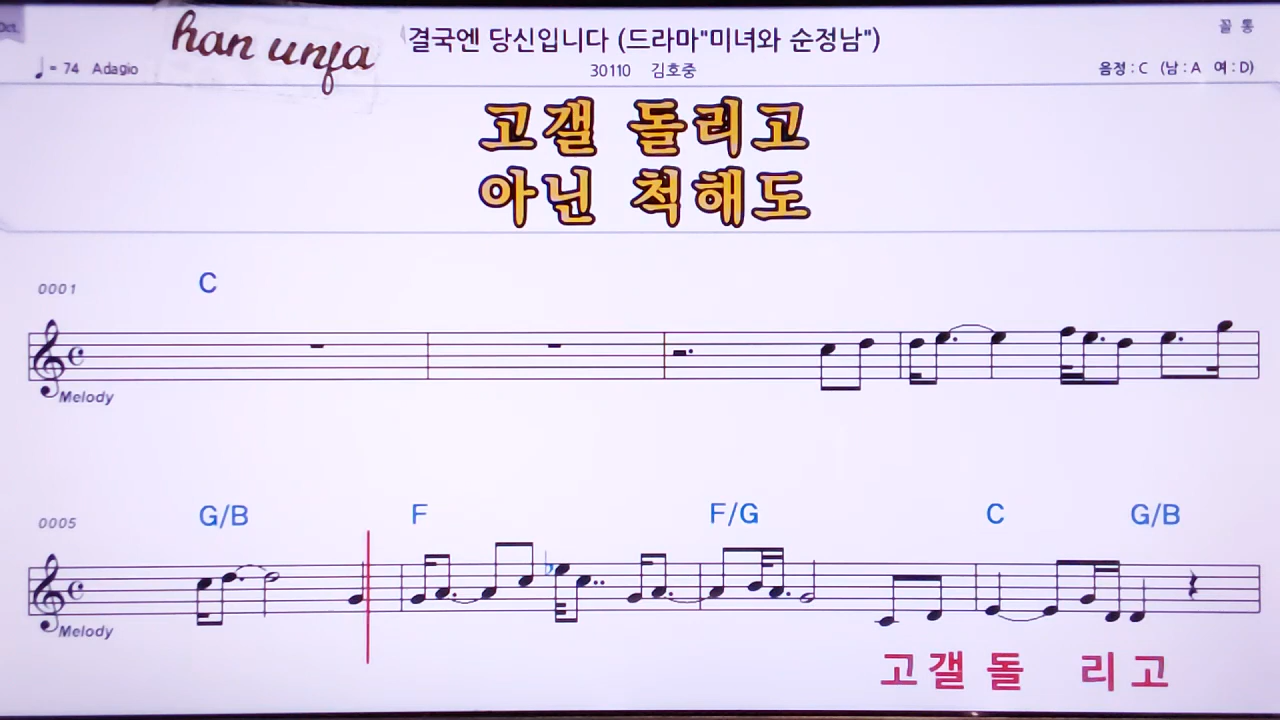 Oct.
han unja
결국엔 당신입니다 (드라마"미녀와 순정남")
꼴 통
♩= 74 Adagio
30110 김호중
음정 : C (남 : A 여 : D)
고갤 돌리고
아닌 척해도
0001 C
Melody
0005 G/B F F/G C G/B
Melody
고갤 돌 리고